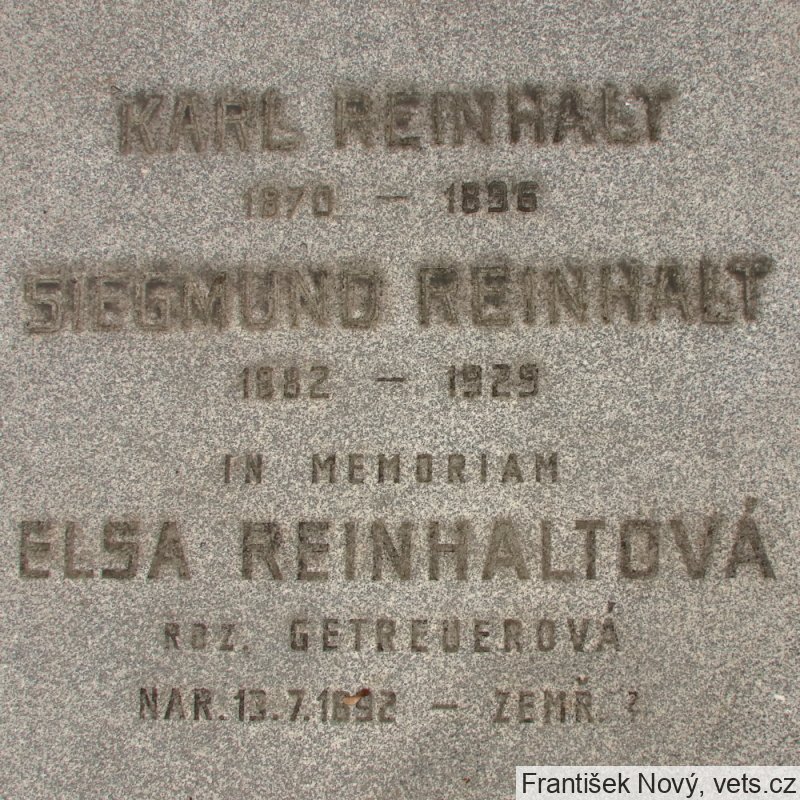 KARL REINHALT
1870 — 1896
SIEGMUND REINHALT
1882 — 1929
IN MEMORIAM
ELSA REINHALTOVÁ
ROZ. GETREUEROVÁ
NAR. 13.7.1892 — ZEMŘ. ?
František Nový, vets.cz